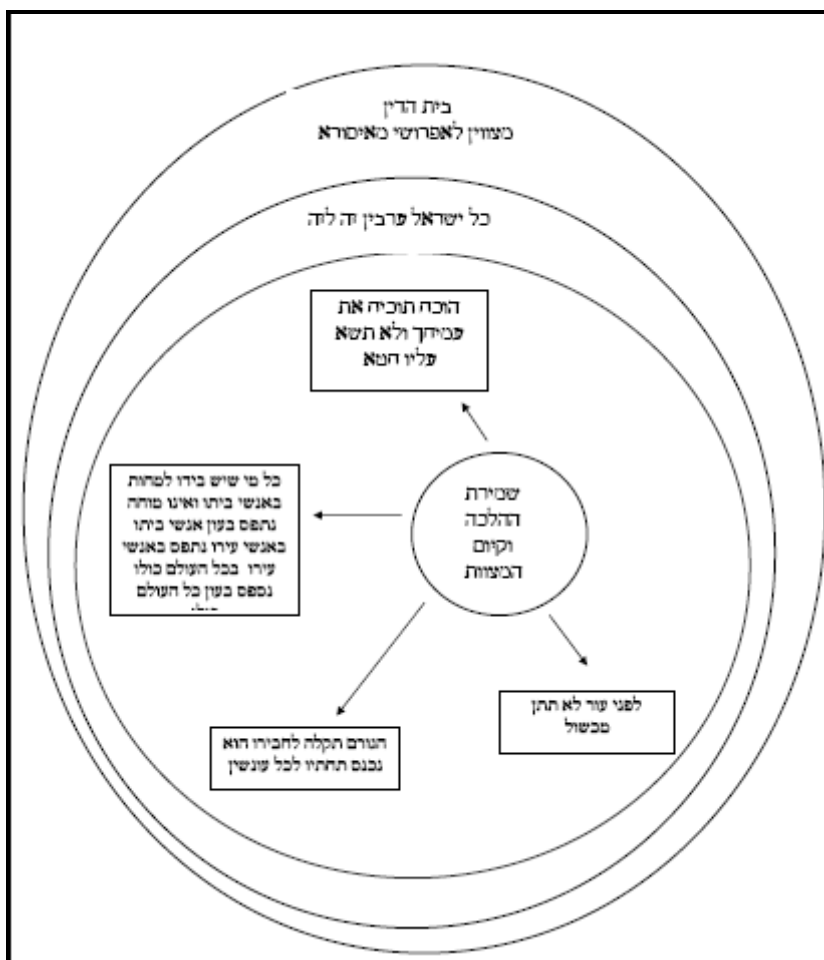 בית הדין
מצווין לאפרושי מאיסורא
כל ישראל ערבין זה לזה
הוכח תוכיח את
עמיתך ולא תשא
עליו חטא
שמירת
ההלכה
וקיום
המצוות
כל מי שיש בידו למחות
באנשי ביתו ואינו מוחה
נתפס בעון אנשי ביתו
באנשי עירו נתפס באנשי
עירו בכל העולם כולו
נספס בעון כל העולם
לפני עור לא תתן
מכשול
הגורם תקלה לחבירו הוא
נכנס תחתיו לכל עונשין